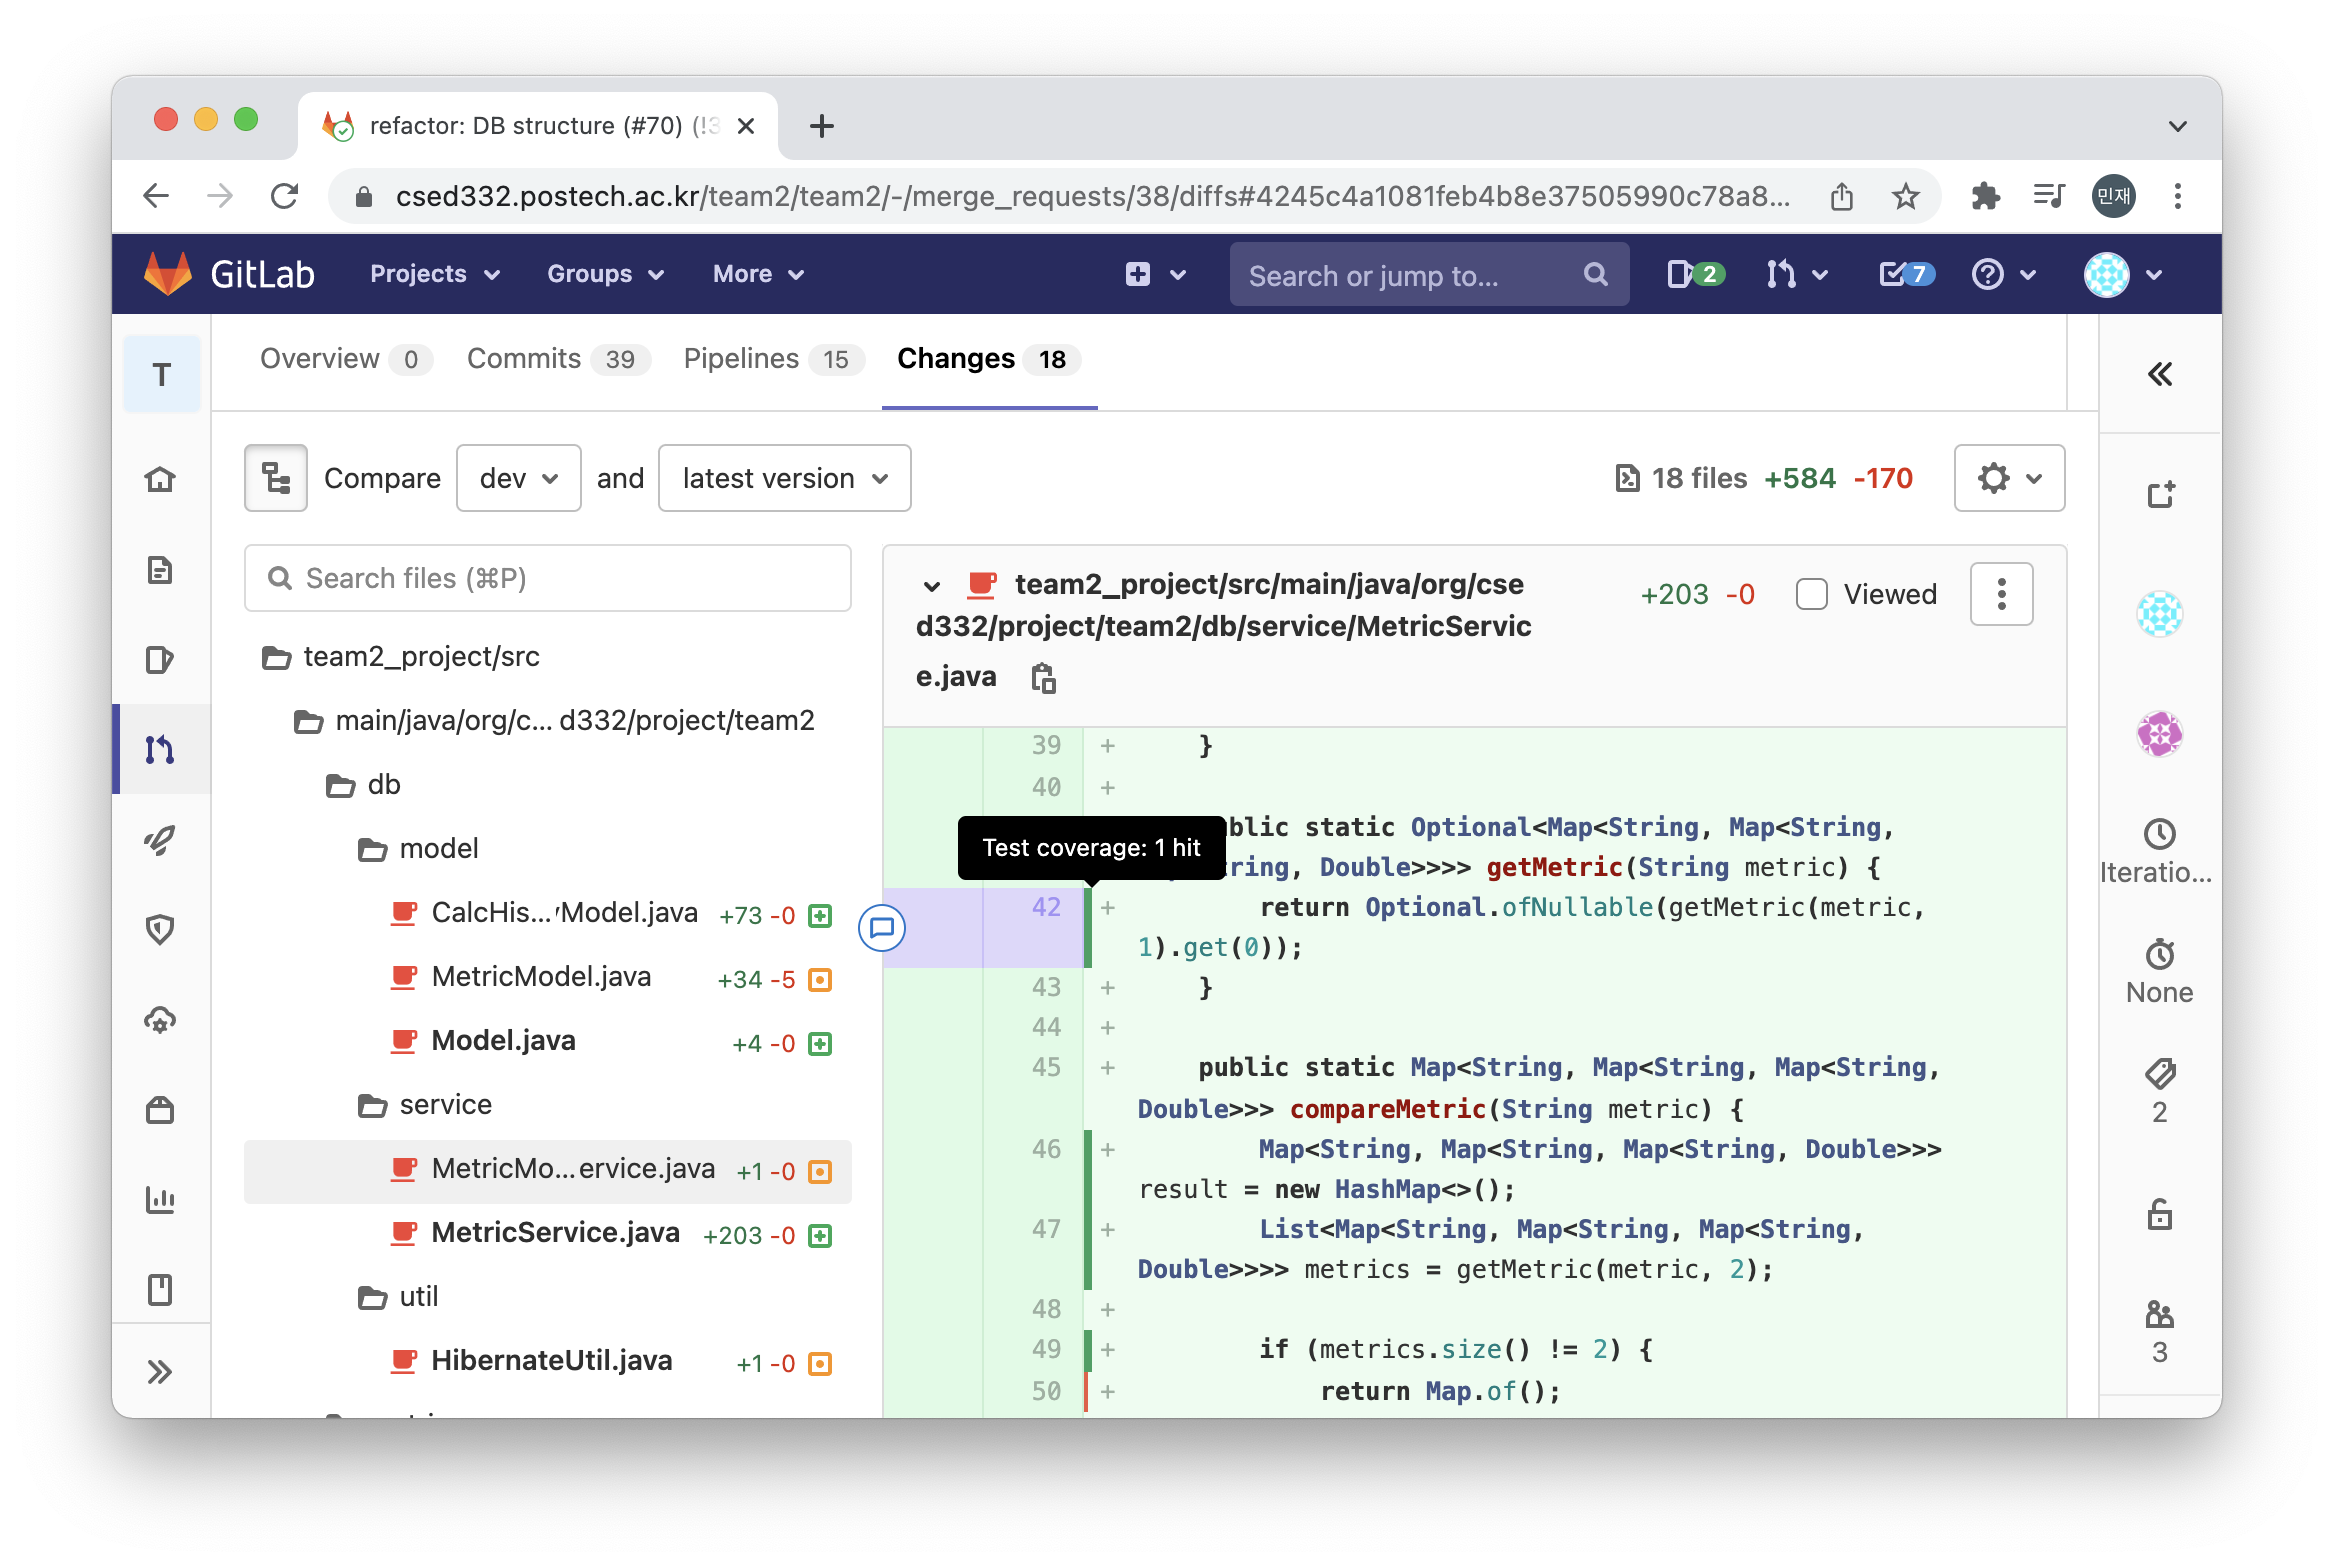 refactor: DB structure (#70) (!3
csed332.postech.ac.kr/team2/team2/-/merge_requests/38/diffs#4245c4a1081feb4b8e37505990c78a8...
민재
GitLab
Projects
Groups
More
Search or jump to...
2
7
T
Overview 0
Commits 39
Pipelines 15
Changes 18
Compare
dev
and
latest version
18 files +584 -170
Search files (⌘P)
team2_project/src
main/java/org/c... d332/project/team2
db
model
CalcHis...Model.java +73 -0
MetricModel.java +34 -5
Model.java +4 -0
service
MetricMo...ervice.java +1 -0
MetricService.java +203 -0
util
HibernateUtil.java +1 -0
team2_project/src/main/java/org/cse
d332/project/team2/db/service/MetricServic
e.java
+203 -0
Viewed
39 + }
40 +
Test coverage: 1 hit
blic static Optional<Map<String, Map<String,
ring, Double>>>> getMetric(String metric) {
42 + return Optional.ofNullable(getMetric(metric,
1).get(0));
43 + }
44 +
45 + public static Map<String, Map<String, Map<String,
Double>>> compareMetric(String metric) {
46 + Map<String, Map<String, Map<String, Double>>>
result = new HashMap<>();
47 + List<Map<String, Map<String, Map<String,
Double>>>> metrics = getMetric(metric, 2);
48 +
49 + if (metrics.size() != 2) {
50 + return Map.of();
Iteratio...
None
2
3